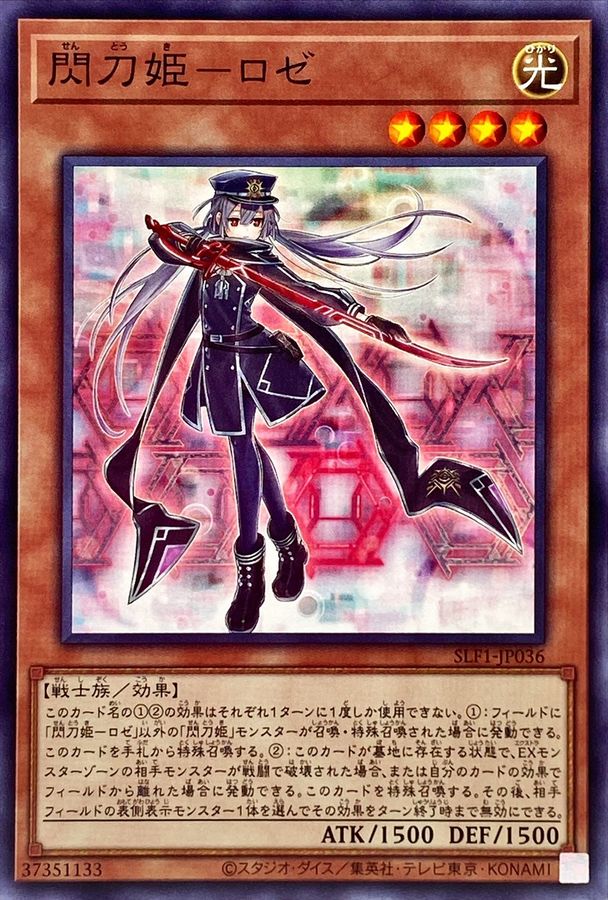 閃刀姫－ロゼ
光
SLF1-JP036
【戦士族／効果】
このカード名の①②の効果はそれぞれ1ターンに1度しか使用できない。①：フィールドに
「閃刀姫－ロゼ」以外の「閃刀姫」モンスターが召喚・特殊召喚された場合に発動できる。
このカードを手札から特殊召喚する。②：このカードが墓地に存在する状態で、EXモン
スターゾーンの相手モンスターが戦闘で破壊された場合、または自分のカードの効果で
フィールドから離れた場合に発動できる。このカードを特殊召喚する。その後、相手
フィールドの表側表示モンスター1体を選んでその効果をターン終了時まで無効にできる。
ATK/1500 DEF/1500
37351133 ©スタジオ・ダイス／集英社・テレビ東京・KONAMI